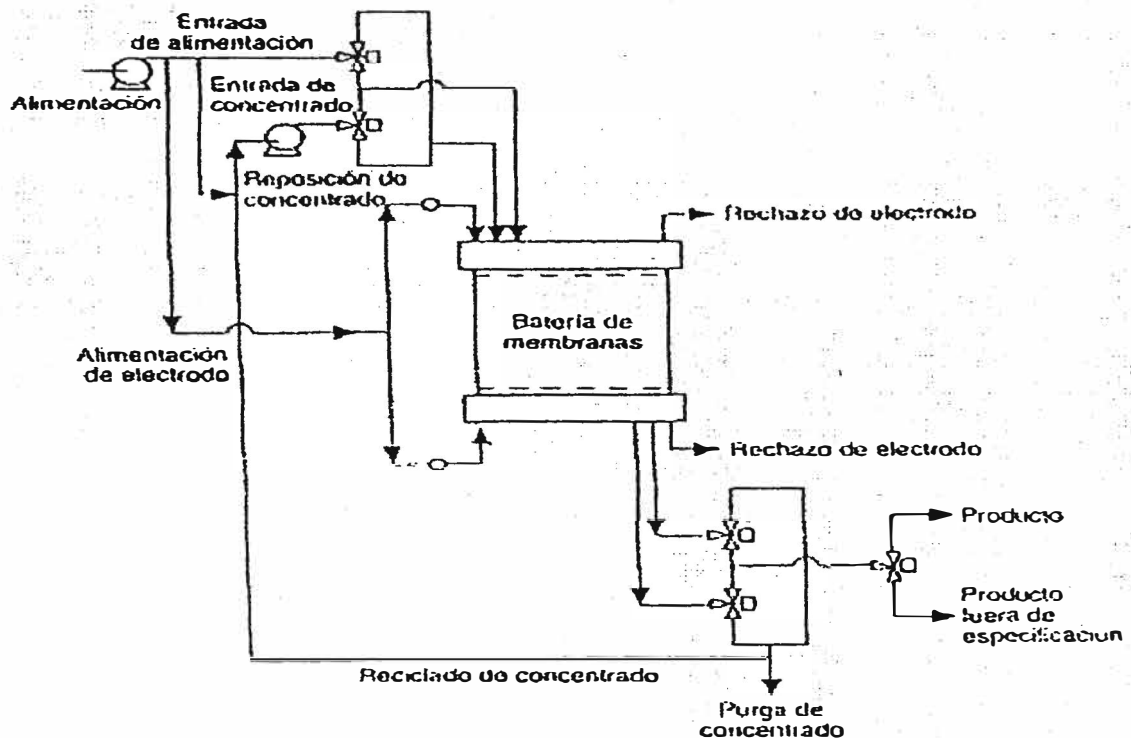 Entrada
de alimentación
Alimentación
Entrada de
concentrado
Reposición do
concentrado
Rechazo de electrodo
Batería de
membranas
Alimentación
de electrodo
Rechazo de electrodo
Producto
Producto
fuera de
especificación
Reciclado de concentrado
Purga de
concentrado